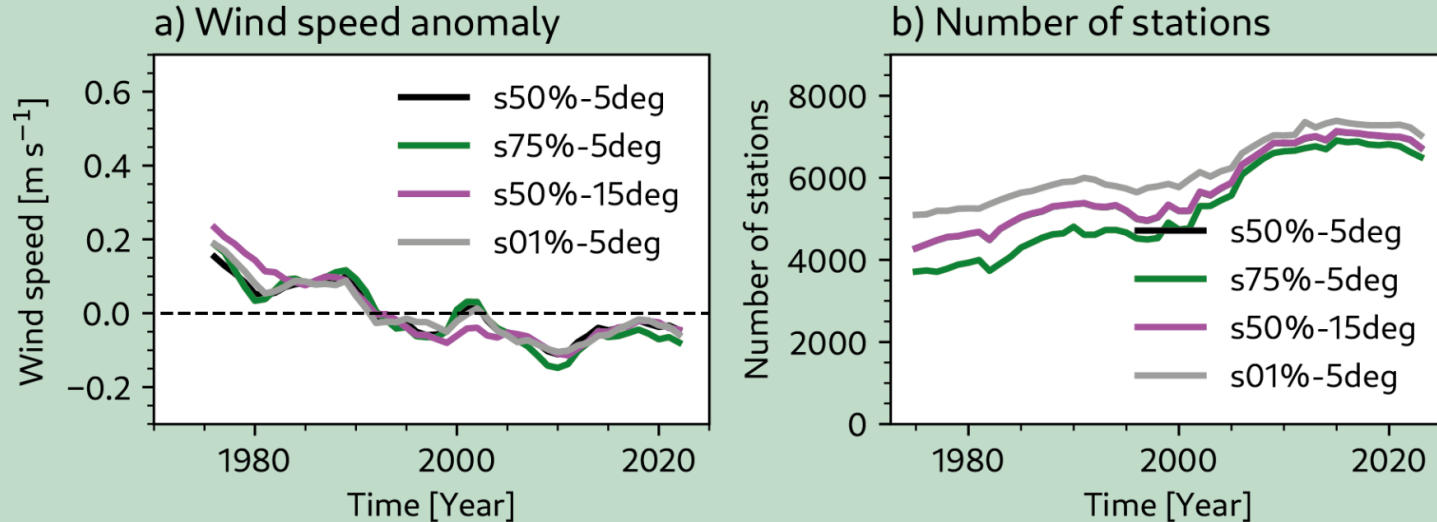 a) Wind speed anomaly
Wind speed [m s⁻¹]
0.6
0.4
0.2
0.0
−0.2
s50%-5deg
s75%-5deg
s50%-15deg
s01%-5deg
1980
2000
2020
Time [Year]
b) Number of stations
Number of stations
8000
6000
4000
2000
0
s50%-5deg
s75%-5deg
s50%-15deg
s01%-5deg
1980
2000
2020
Time [Year]